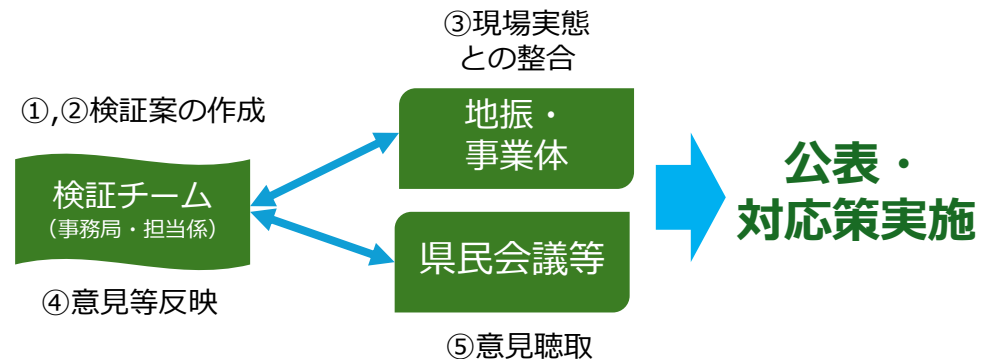 ③現場実態
との整合
①,②検証案の作成
地振・
事業体
検証チーム
（事務局・担当係）
公表・
対応策実施
県民会議等
④意見等反映
⑤意見聴取